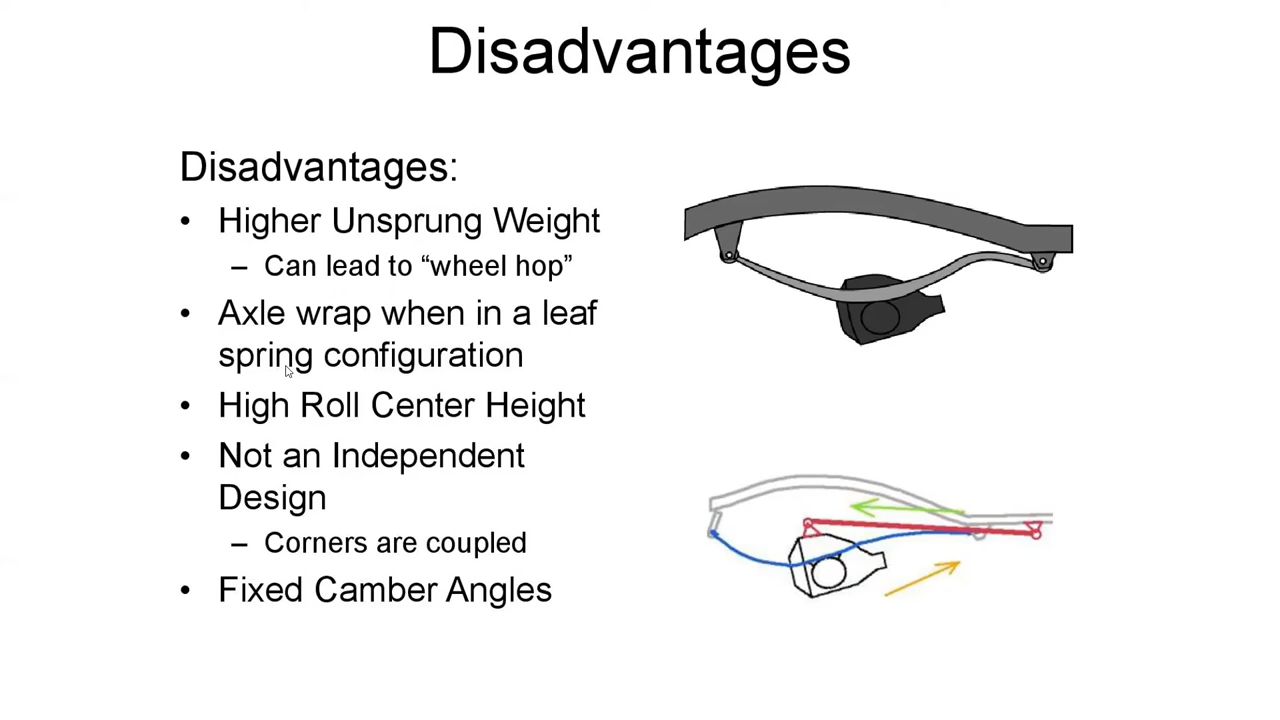 Disadvantages
Disadvantages:
• Higher Unsprung Weight
– Can lead to “wheel hop”
• Axle wrap when in a leaf
spring configuration
• High Roll Center Height
• Not an Independent
Design
– Corners are coupled
• Fixed Camber Angles